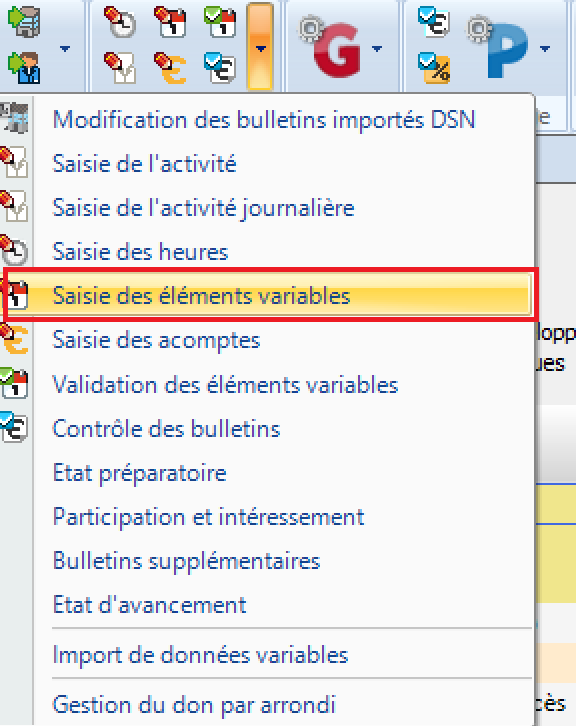 G
P
Modification des bulletins importés DSN
e
Saisie de l'activité
Saisie de l'activité journalière
Saisie des heures
Saisie des éléments variables
Saisie des acomptes
lopp
ues
Validation des éléments variables
Contrôle des bulletins
Etat préparatoire
Participation et intéressement
Bulletins supplémentaires
Etat d'avancement
Import de données variables
Gestion du don par arrondi
cès